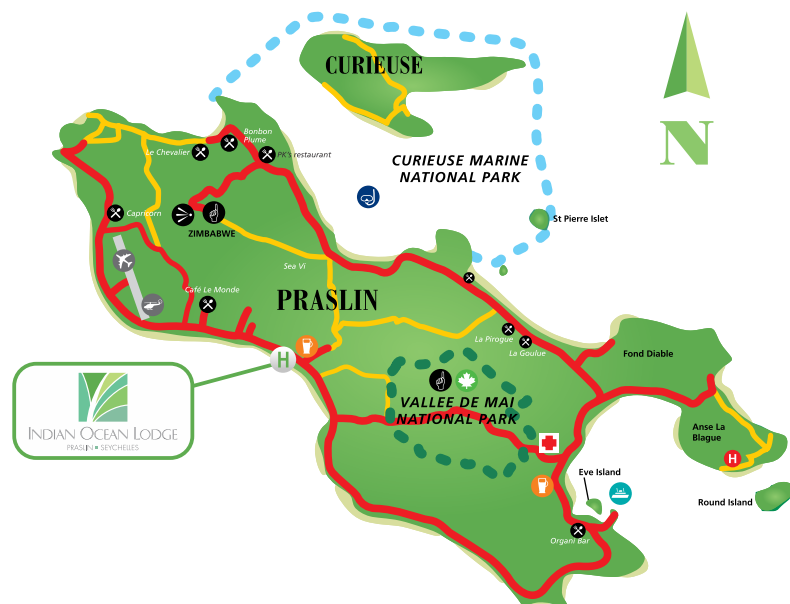 CURIEUSE
N
Bonbon
Plume
Le Chevalier
PK's restaurant
CURIEUSE MARINE
NATIONAL PARK
Capricorn
St Pierre Islet
ZIMBABWE
Sea Vi
Café Le Monde
PRASLIN
La Pirogue
La Goulue
Fond Diable
H
INDIAN OCEAN LODGE
PRASLIN SEYCHELLES
VALLEE DE MAI
NATIONAL PARK
Anse La
Blague
H
Eve Island
Round Island
Organi Bar